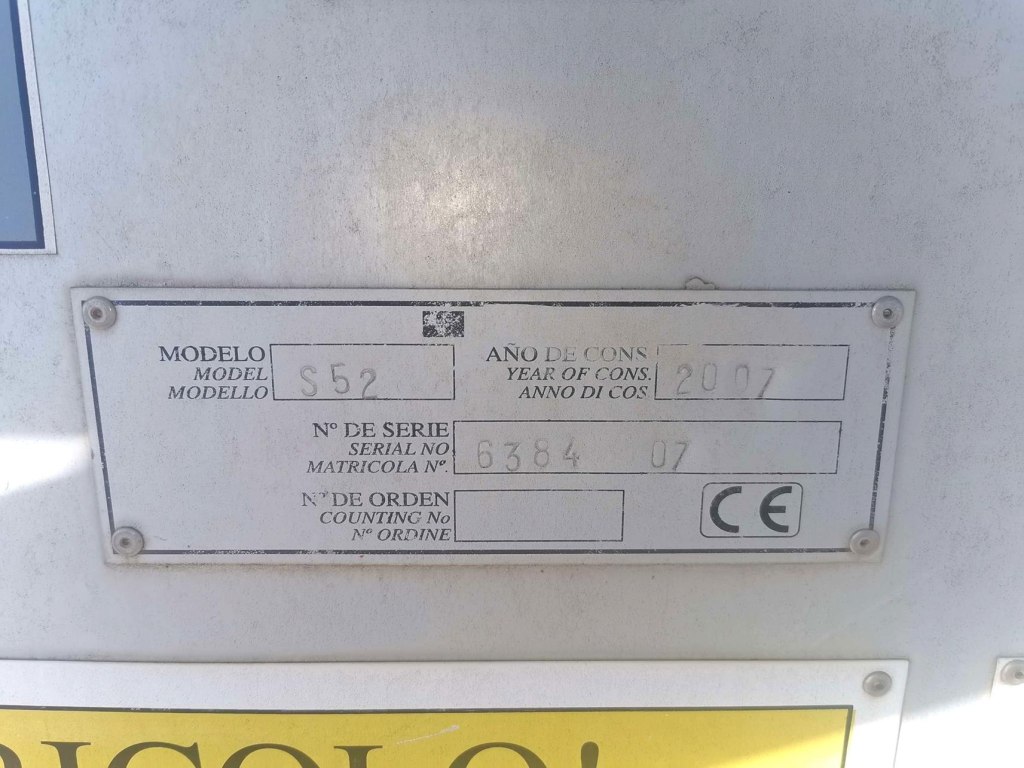 MODELO
MODEL
MODELLO
S52
AÑO DE CONS
YEAR OF CONS.
ANNO DI COS
2007
Nº DE SERIE
SERIAL NO
MATRICOLA Nº.
6384 07
Nº DE ORDEN
COUNTING No
Nº ORDINE
CE
RICOLO!